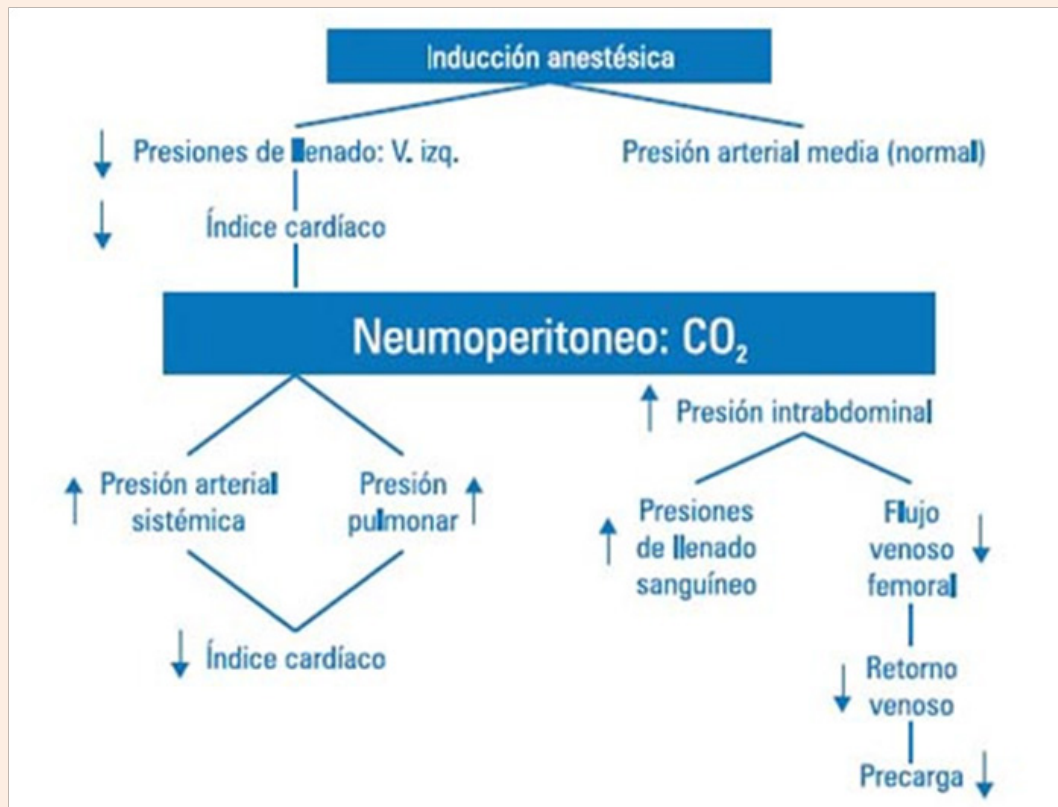 Inducción anestésica
↓ Presiones de llenado: V. izq.
Presión arterial media (normal)
↓ Índice cardíaco
Neumoperitoneo: CO₂
↑ Presión intrabdominal
↑ Presión arterial
sistémica
Presión ↑
pulmonar
↑ Presiones
de llenado
sanguíneo
Flujo ↓
venoso
femoral
↓ Índice cardíaco
↓ Retorno
venoso
Precarga ↓